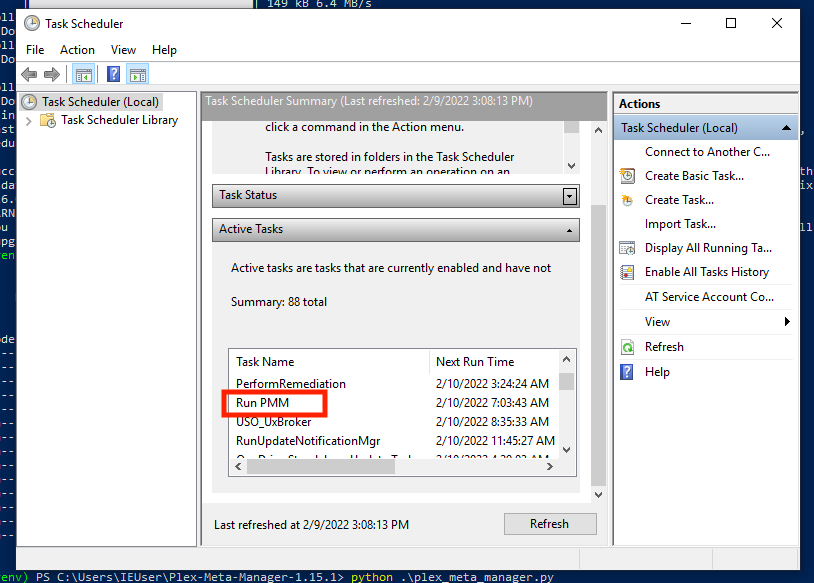 149 kB 6.4 MB/s
Task Scheduler
File Action View Help
Task Scheduler (Local)
Task Scheduler Library
Task Scheduler Summary (Last refreshed: 2/9/2022 3:08:13 PM)
click a command in the Action menu.
Tasks are stored in folders in the Task Scheduler
Library. To view or perform an operation on an
Task Status
Active Tasks
Active tasks are tasks that are currently enabled and have not
Summary: 88 total
Task Name Next Run Time
PerformRemediation 2/10/2022 3:24:24 AM
Run PMM 2/10/2022 7:03:43 AM
USO_UxBroker 2/10/2022 8:35:33 AM
RunUpdateNotificationMgr 2/10/2022 11:45:27 AM
Last refreshed at 2/9/2022 3:08:13 PM
Refresh
Actions
Task Scheduler (Local)
Connect to Another C...
Create Basic Task...
Create Task...
Import Task...
Display All Running Ta...
Enable All Tasks History
AT Service Account Co...
View
Refresh
Help
env) PS C:\Users\IEUser\Plex-Meta-Manager-1.15.1> python .\plex_meta_manager.py